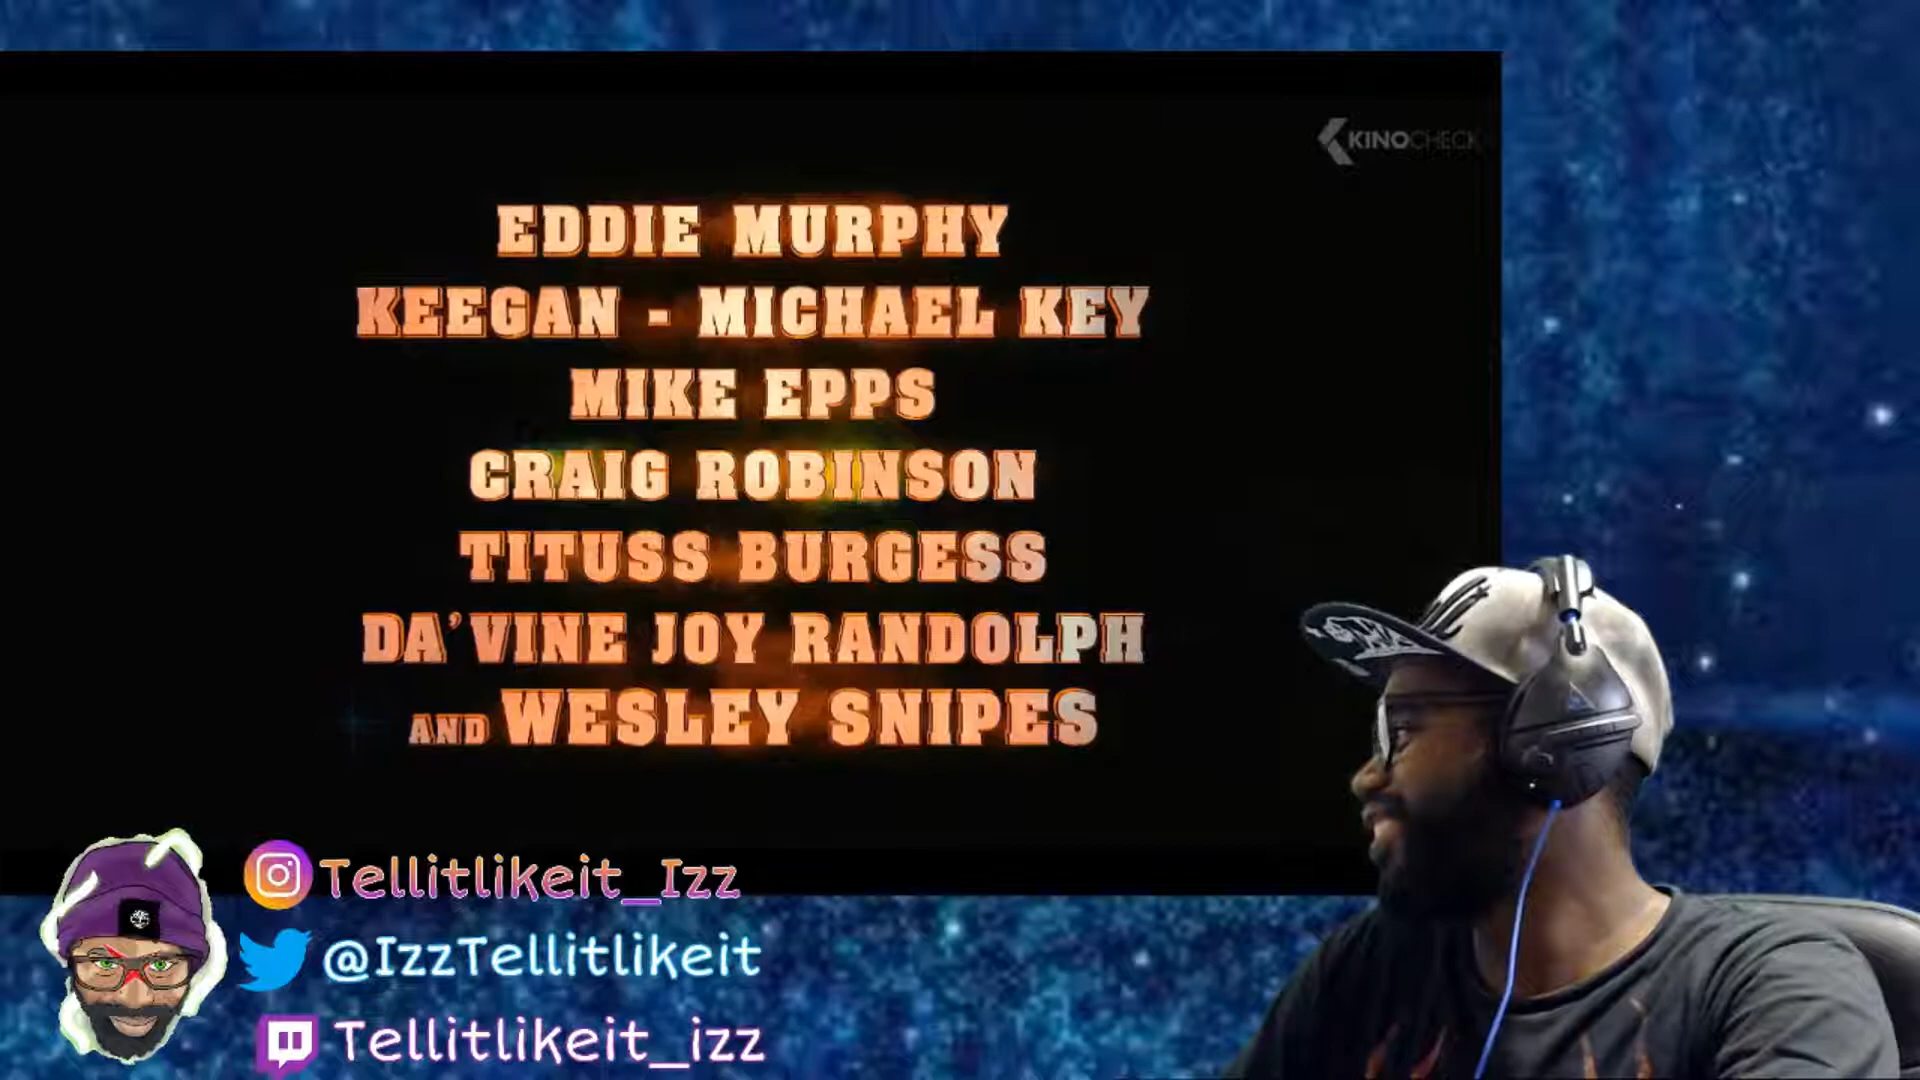 KINOCHECK
EDDIE MURPHY
KEEGAN - MICHAEL KEY
MIKE EPPS
CRAIG ROBINSON
TITUSS BURGESS
DA'VINE JOY RANDOLPH
AND WESLEY SNIPES
Tellitlikeit_Izz
@IzzTellitlikeit
Tellitlikeit_izz